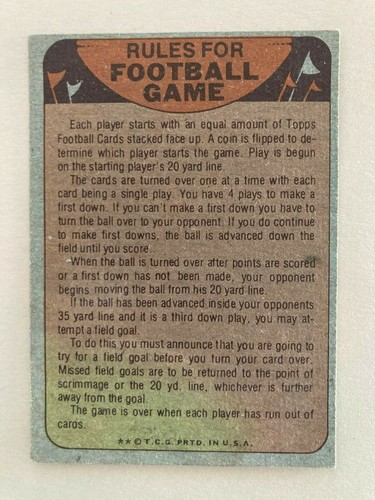 RULES FOR
FOOTBALL
GAME
Each player starts with an equal amount of Topps
Football Cards stacked face up. A coin is flipped to de-
termine which player starts the game. Play is begun
on the starting player's 20 yard line.
The cards are turned over one at a time with each
card being a single play. You have 4 plays to make a
first down. If you can't make a first down you have to
turn the ball over to your opponent. If you do continue
to make first downs, the ball is advanced down the
field until you score.
When the ball is turned over after points are scored
or a first down has not been made, your opponent
begins moving the ball from his 20 yard line.
If the ball has been advanced inside your opponents
35 yard line and it is a third down play, you may at-
tempt a field goal.
To do this you must announce that you are going to
try for a field goal before you turn your card over.
Missed field goals are to be returned to the point of
scrimmage or the 20 yd. line, whichever is further
away from the goal.
The game is over when each player has run out of
cards.
**© T.C.G. PRTD. IN U.S.A.